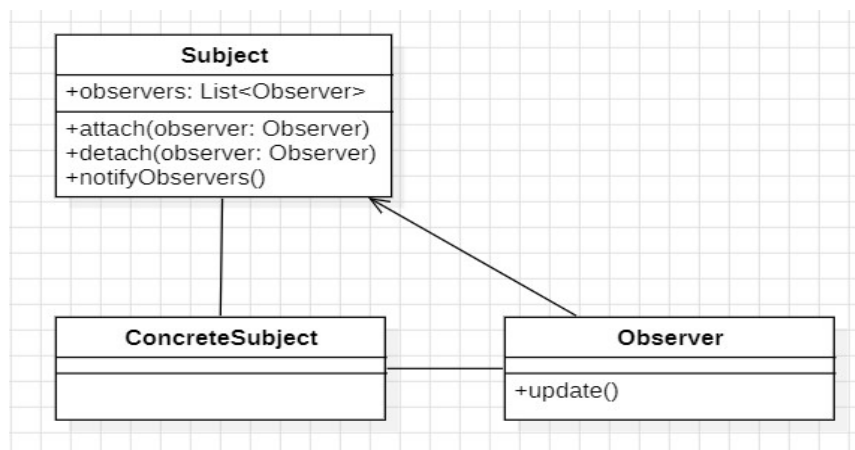 Subject
+observers: List<Observer>
+attach(observer: Observer)
+detach(observer: Observer)
+notifyObservers()
ConcreteSubject
Observer
+update()